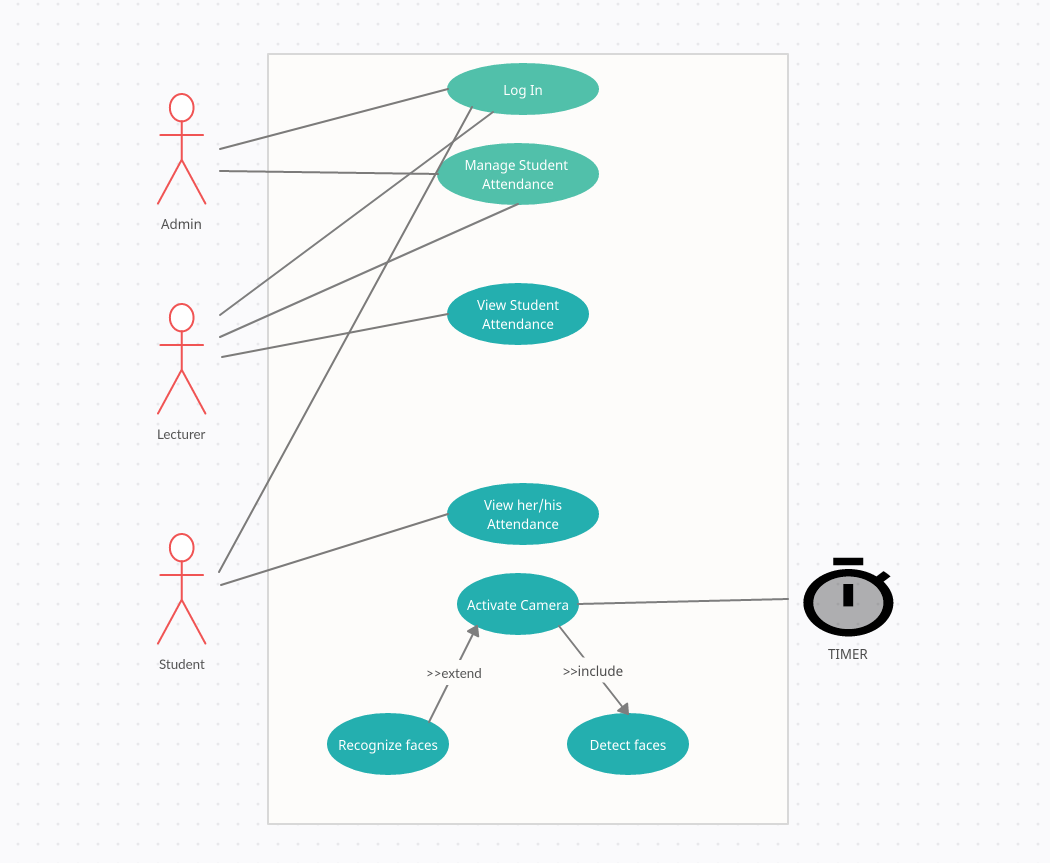 Log In
Manage Student
Attendance
Admin
View Student
Attendance
Lecturer
View her/his
Attendance
Activate Camera
Student
TIMER
>>extend
>>include
Recognize faces
Detect faces